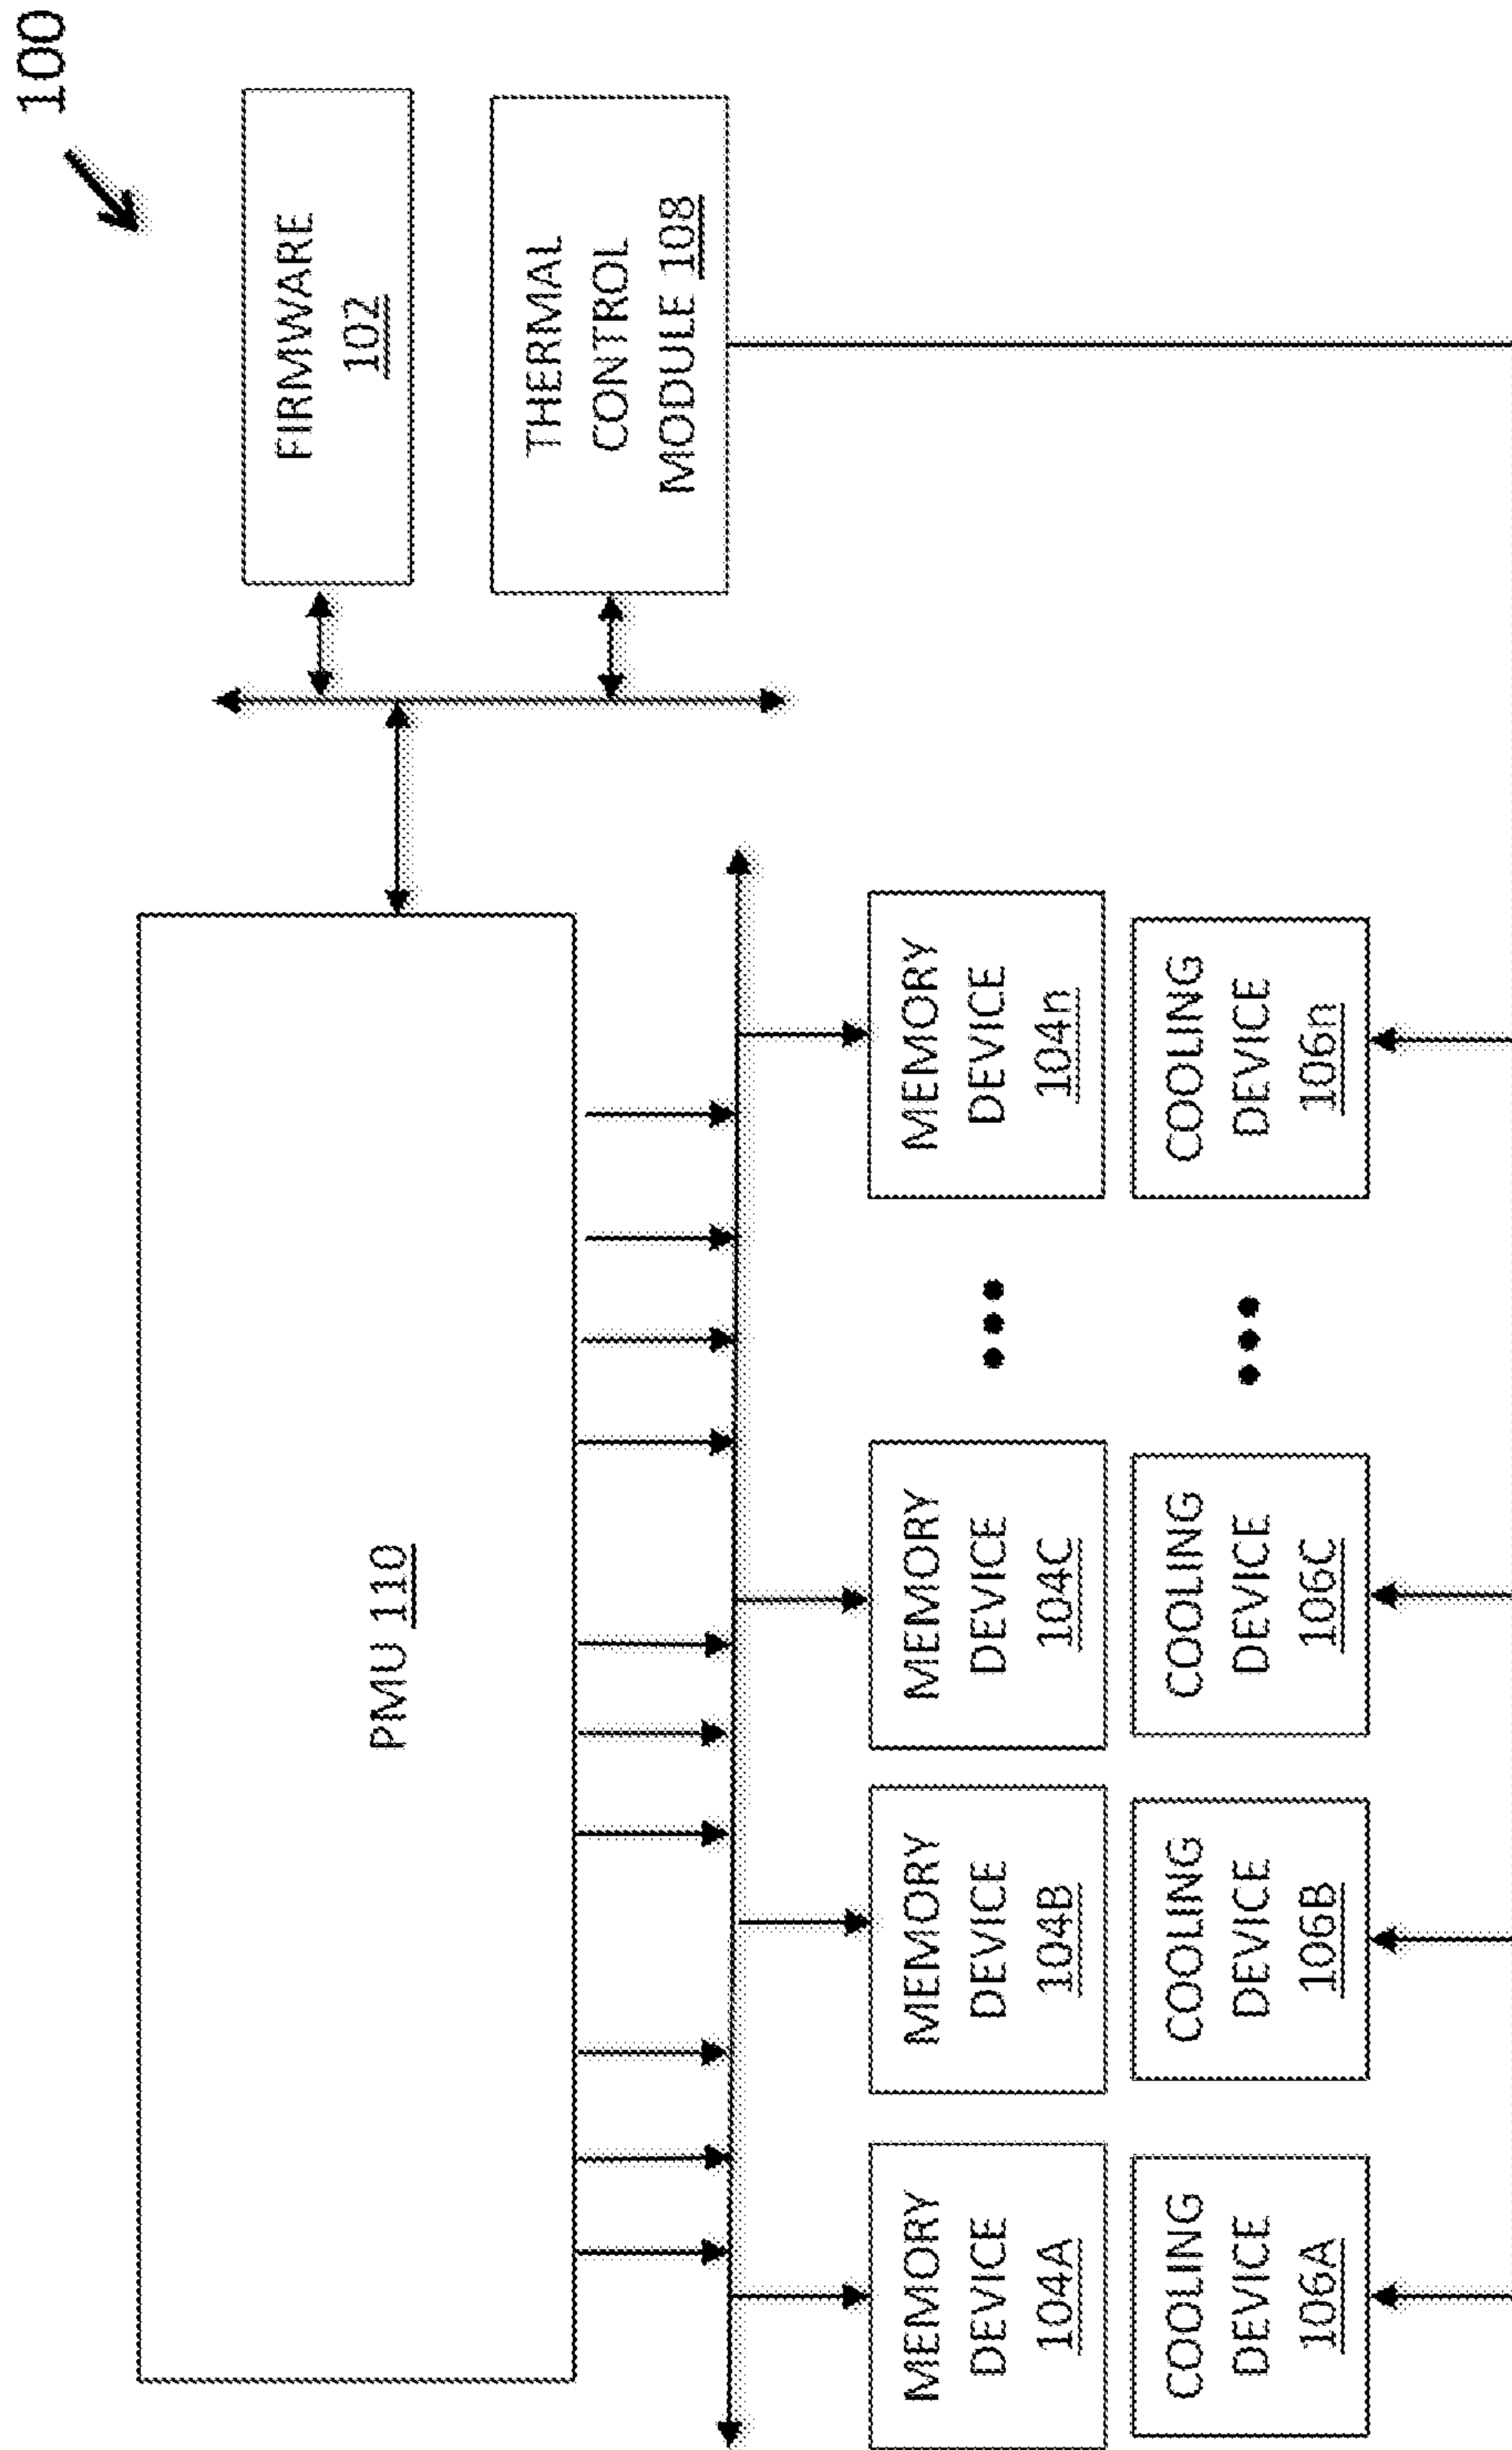 100
FIRMWARE
102
THERMAL
CONTROL
MODULE 108
PMU 110
MEMORY
DEVICE
104A
MEMORY
DEVICE
104B
MEMORY
DEVICE
104C
MEMORY
DEVICE
104n
COOLING
DEVICE
106A
COOLING
DEVICE
106B
COOLING
DEVICE
106C
COOLING
DEVICE
106n